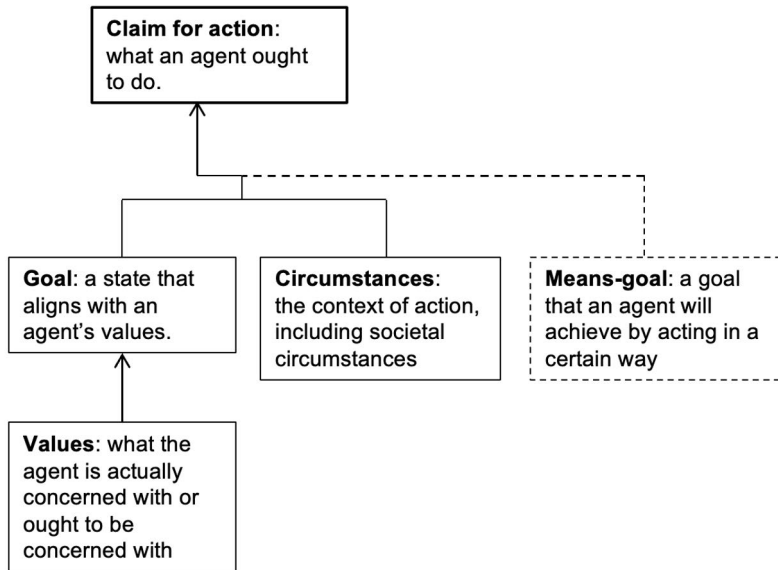 Claim for action:
what an agent ought
to do.
Goal: a state that
aligns with an
agent’s values.
Circumstances:
the context of action,
including societal
circumstances
Means-goal: a goal
that an agent will
achieve by acting in a
certain way
Values: what the
agent is actually
concerned with or
ought to be
concerned with